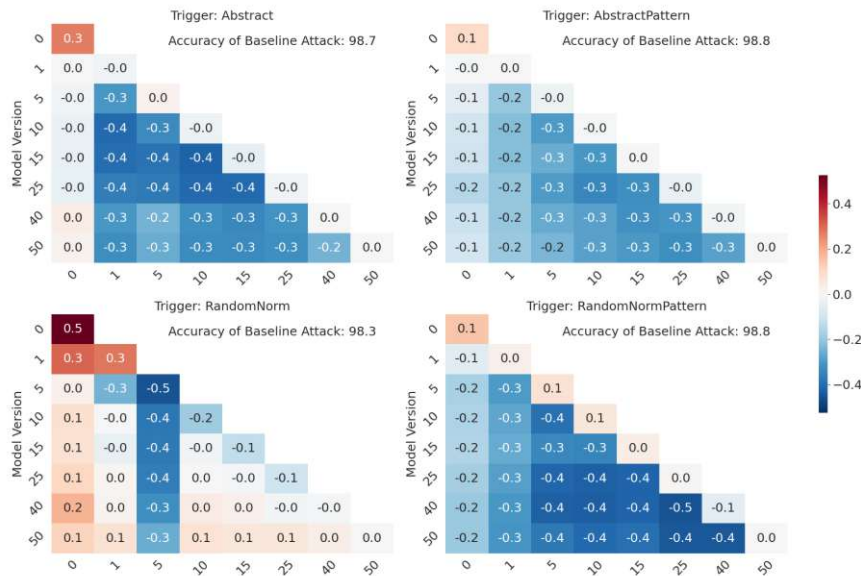 Trigger: Abstract
Accuracy of Baseline Attack: 98.7
Model Version
0 0.3
1 0.0 -0.0
5 -0.0 -0.3 0.0
10 -0.0 -0.4 -0.3 -0.0
15 -0.0 -0.4 -0.4 -0.4 -0.0
25 -0.0 -0.4 -0.4 -0.4 -0.4 -0.0
40 0.0 -0.3 -0.2 -0.3 -0.3 -0.3 0.0
50 0.0 -0.3 -0.3 -0.3 -0.3 -0.3 -0.2 0.0
0 1 5 10 15 25 40 50
Trigger: AbstractPattern
Accuracy of Baseline Attack: 98.8
Model Version
0 0.1
1 -0.0 0.0
5 -0.1 -0.2 -0.0
10 -0.1 -0.2 -0.3 -0.0
15 -0.1 -0.2 -0.3 -0.3 0.0
25 -0.2 -0.2 -0.3 -0.3 -0.3 -0.0
40 -0.1 -0.2 -0.3 -0.3 -0.3 -0.3 -0.0
50 -0.1 -0.2 -0.2 -0.3 -0.3 -0.3 -0.3 0.0
0 1 5 10 15 25 40 50
Trigger: RandomNorm
Accuracy of Baseline Attack: 98.3
Model Version
0 0.5
1 0.3 0.3
5 0.0 -0.3 -0.5
10 0.1 -0.0 -0.4 -0.2
15 0.1 -0.0 -0.4 -0.0 -0.1
25 0.1 0.0 -0.4 0.0 -0.0 -0.1
40 0.2 0.0 -0.3 0.0 0.0 -0.0 -0.0
50 0.1 0.1 -0.3 0.1 0.1 0.1 0.0 0.0
0 1 5 10 15 25 40 50
Trigger: RandomNormPattern
Accuracy of Baseline Attack: 98.8
Model Version
0 0.1
1 -0.1 0.0
5 -0.2 -0.3 0.1
10 -0.2 -0.3 -0.4 0.1
15 -0.2 -0.3 -0.3 -0.3 0.0
25 -0.2 -0.3 -0.4 -0.4 -0.4 0.0
40 -0.2 -0.3 -0.4 -0.4 -0.4 -0.5 -0.1
50 -0.2 -0.3 -0.4 -0.4 -0.4 -0.4 -0.4 0.0
0 1 5 10 15 25 40 50
0.4
0.2
0.0
−0.2
−0.4